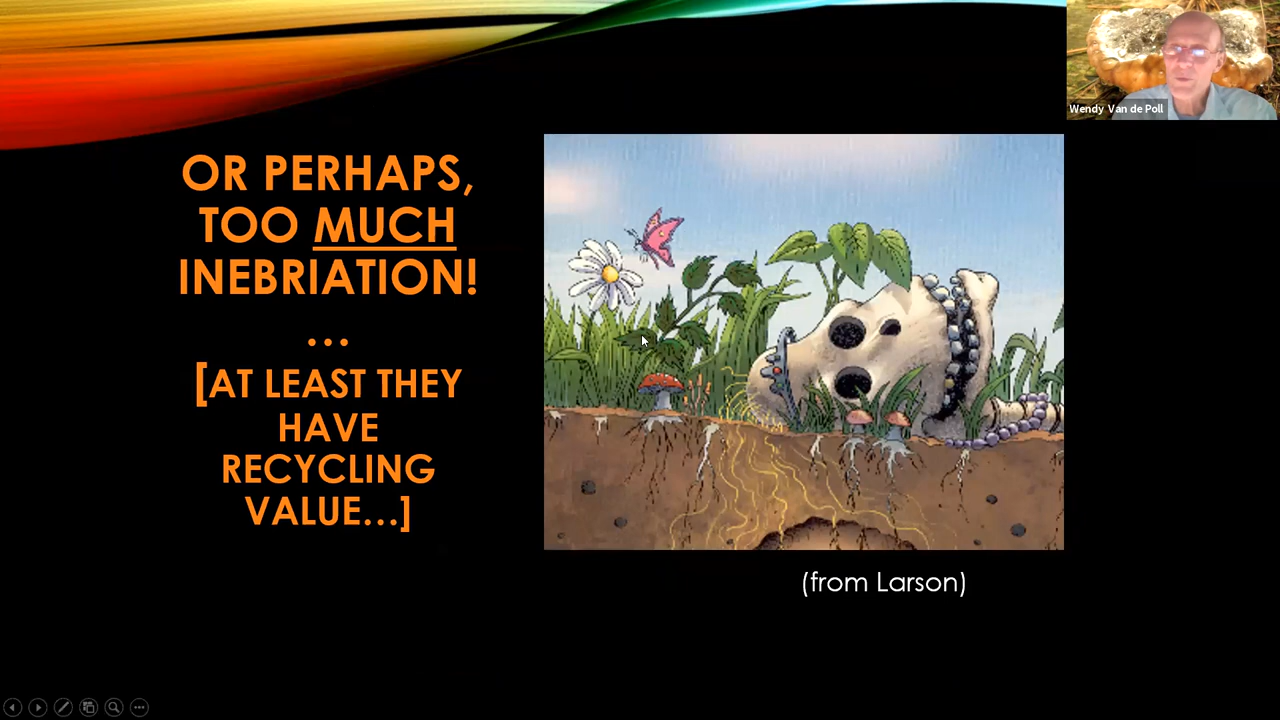 Wendy Van de Poll
OR PERHAPS,
TOO MUCH
INEBRIATION!
...
[AT LEAST THEY
HAVE
RECYCLING
VALUE...]
(from Larson)